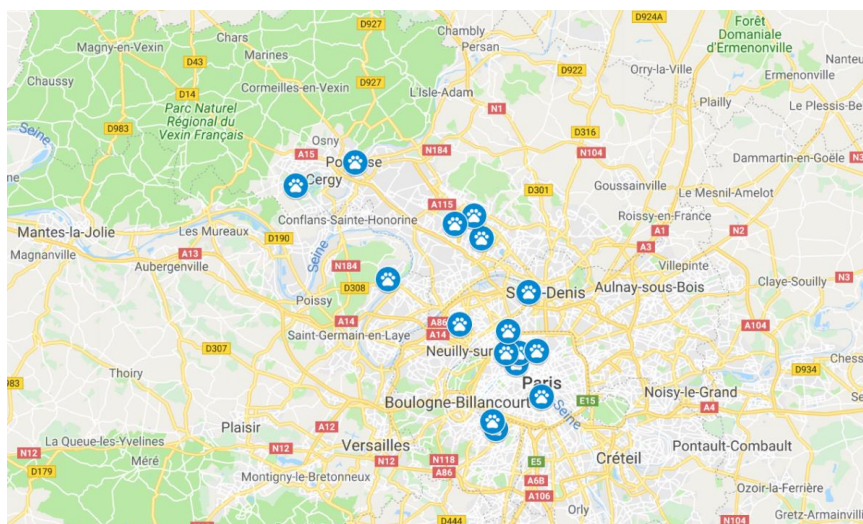 D927
Chars
Chambly
D924A
Forêt
Domaniale
d'Ermenonville
Magny-en-Vexin
Marines
Persan
D43
D922
Orry-la-Ville
Chaussy
Cormeilles-en-Vexin
D927
Ermenonville
D14
L'Isle-Adam
Plailly
Parc Naturel
Régional du
Vexin Français
N1
Le Plessis-Be
Seine
D983
Osny
D316
A15
N184
N104
Dammartin-en-Goële
N3
Cergy
D301
Goussainville
Le Mesnil-Amelot
A115
Conflans-Sainte-Honorine
Roissy-en-France
Mantes-la-Jolie
Les Mureaux
D190
Seine
A1
N2
Magnanville
A13
A3
Aubergenville
N184
Villepinte
Claye-Souilly
N3
D308
Aulnay-sous-Bois
Poissy
A14
A86
A14
A104
Saint-Germain-en-Laye
D307
Chess
Thoiry
D934
983
Paris
Noisy-le-Grand
Boulogne-Billancourt
Seine
E15
A4
Plaisir
A12
La Queue-les-Yvelines
Versailles
Pontault-Combault
N12
N12
N12
N118
Créteil
D179
Méré
A86
E5
Montigny-le-Bretonneux
A6B
Ozoir-la-Ferrière
A106
Orly
D444
N104
Gretz-Armainville